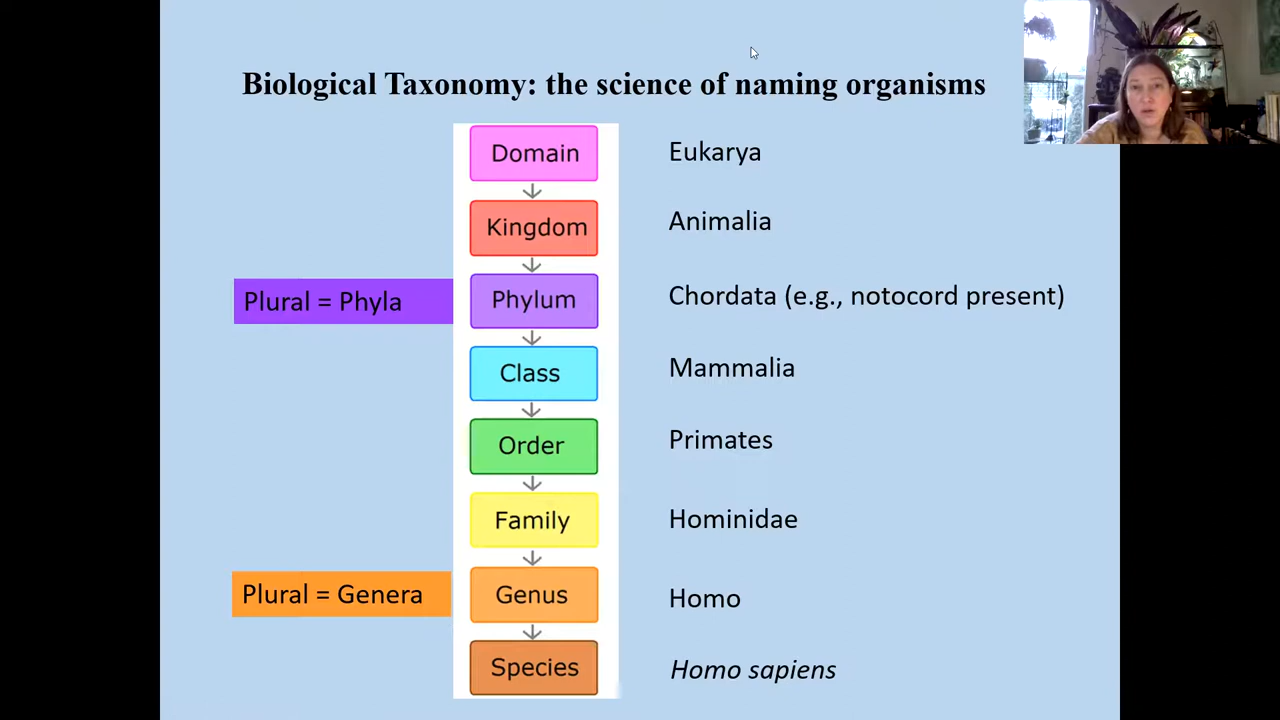 Biological Taxonomy: the science of naming organisms
Domain Eukarya
Kingdom Animalia
Plural = Phyla Phylum Chordata (e.g., notocord present)
Class Mammalia
Order Primates
Family Hominidae
Plural = Genera Genus Homo
Species Homo sapiens